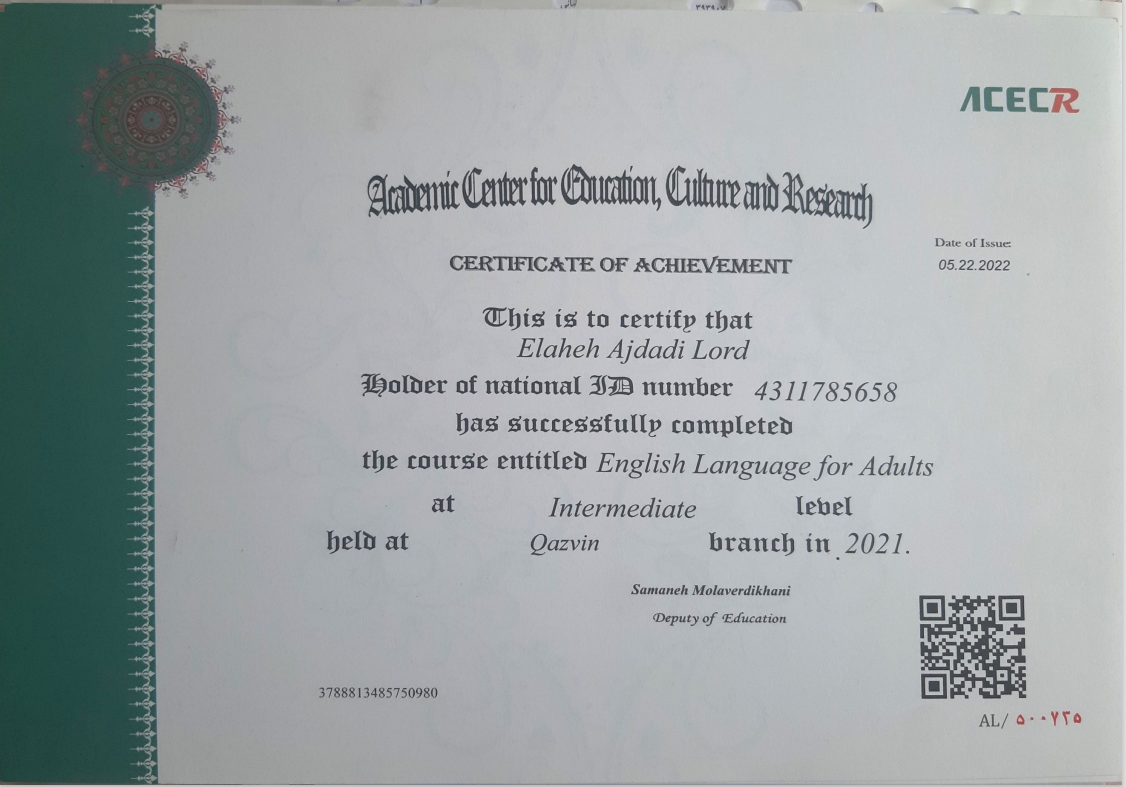 ACECR
Academic Center for Education, Culture and Research
Date of Issue:
05.22.2022
CERTIFICATE OF ACHIEVEMENT
This is to certify that
Elaheh Ajdadi Lord
Holder of national ID number 4311785658
has successfully completed
the course entitled English Language for Adults
at Intermediate level
held at Qazvin branch in 2021.
Samaneh Molaverdikhani
Deputy of Education
3788813485750980
AL/ ۵۰۰۷۲۵